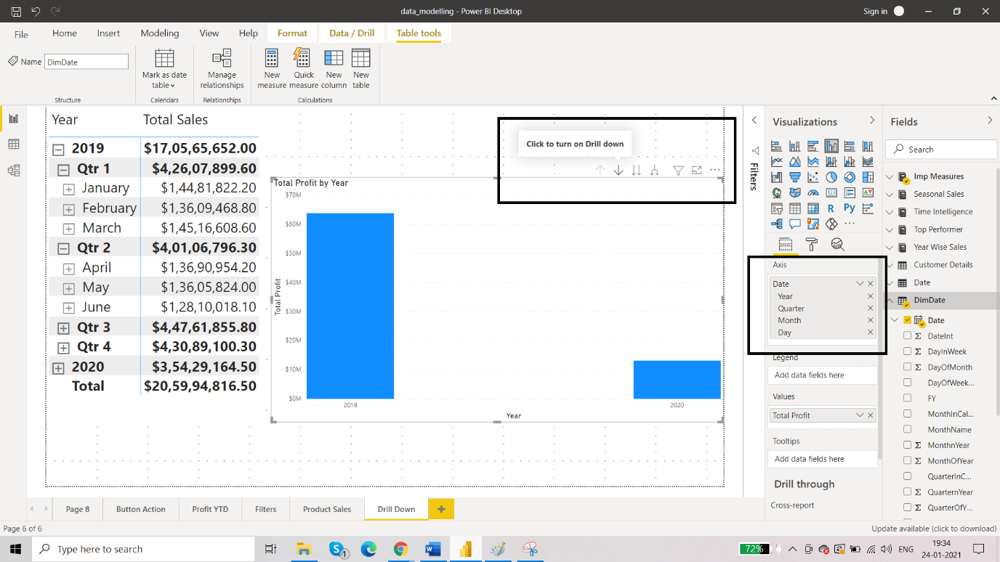 data_modelling - Power BI Desktop
Sign in
File Home Insert Modeling View Help Format Data / Drill Table tools
Name DimDate
Mark as date
table
Manage
relationships
New
measure
Quick
measure
New
column
New
table
Structure Calendars Relationships Calculations
Year Total Sales
2019 $17,05,65,652.00
Qtr 1 $4,26,07,899.60
January $1,44,81,822.20
February $1,36,09,468.80
March $1,45,16,608.60
Qtr 2 $4,01,06,796.30
April $1,36,90,954.20
May $1,36,05,824.00
June $1,28,10,018.10
Qtr 3 $4,47,61,855.80
Qtr 4 $4,30,89,100.30
2020 $3,54,29,164.50
Total $20,59,94,816.50
Click to turn on Drill down
Total Profit by Year
$70M
$60M
$50M
$40M
$30M
$20M
$10M
$0M
Total Profit
2019 2020
Year
Filters
Visualizations
123
R Py
Axis
Date
Year
Quarter
Month
Day
Legend
Add data fields here
Values
Total Profit
Tooltips
Add data fields here
Drill through
Cross-report
Fields
Search
Imp Measures
Seasonal Sales
Time Intelligence
Top Performer
Year Wise Sales
Customer Details
Date
DimDate
Date
DateInt
DayInWeek
DayOfMonth
DayOfWeek...
FY
MonthInCal...
MonthName
MonthnYear
MonthOfYear
QuarterInC...
QuarternYear
QuarterOfY...
Page 8 Button Action Profit YTD Filters Product Sales Drill Down +
Page 6 of 6
Update available (click to download)
Type here to search
1
72%
ENG
19:34
24-01-2021